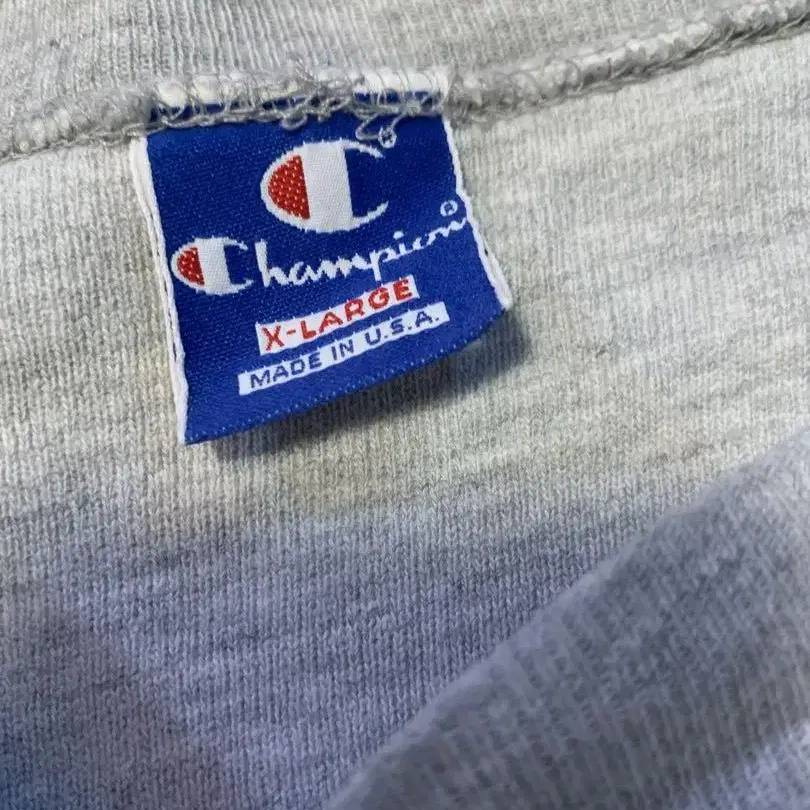 Champion®
X-LARGE
MADE IN U.S.A.